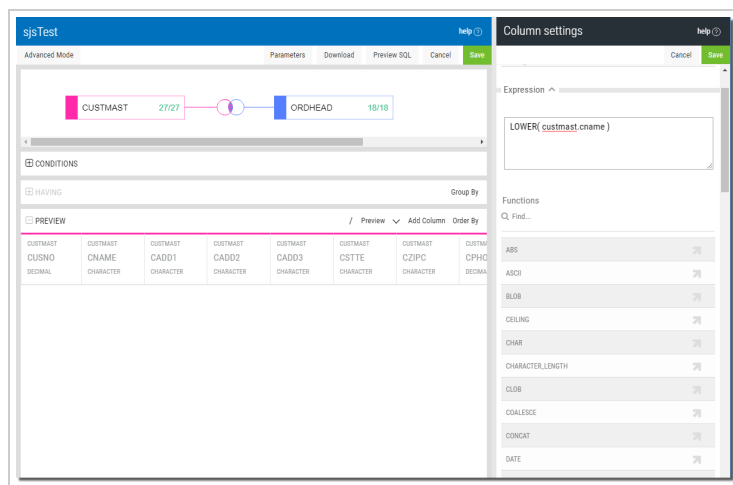 sjsTest
help ?
Advanced Mode
Parameters Download Preview SQL Cancel Save
CUSTMAST 27/27
ORDHEAD 18/18
CONDITIONS
HAVING
Group By
PREVIEW
/ Preview Add Column Order By
CUSTMAST CUSTMAST CUSTMAST CUSTMAST CUSTMAST CUSTMAST CUSTMAST CUSTMA
CUSNO CNAME CADD1 CADD2 CADD3 CSTTE CZIPC CPHO
DECIMAL CHARACTER CHARACTER CHARACTER CHARACTER CHARACTER CHARACTER DECIMA
Column settings
help ?
Cancel Save
Expression
LOWER( custmast.cname )
Functions
Find...
ABS
ASCII
BLOB
CEILING
CHAR
CHARACTER_LENGTH
CLOB
COALESCE
CONCAT
DATE